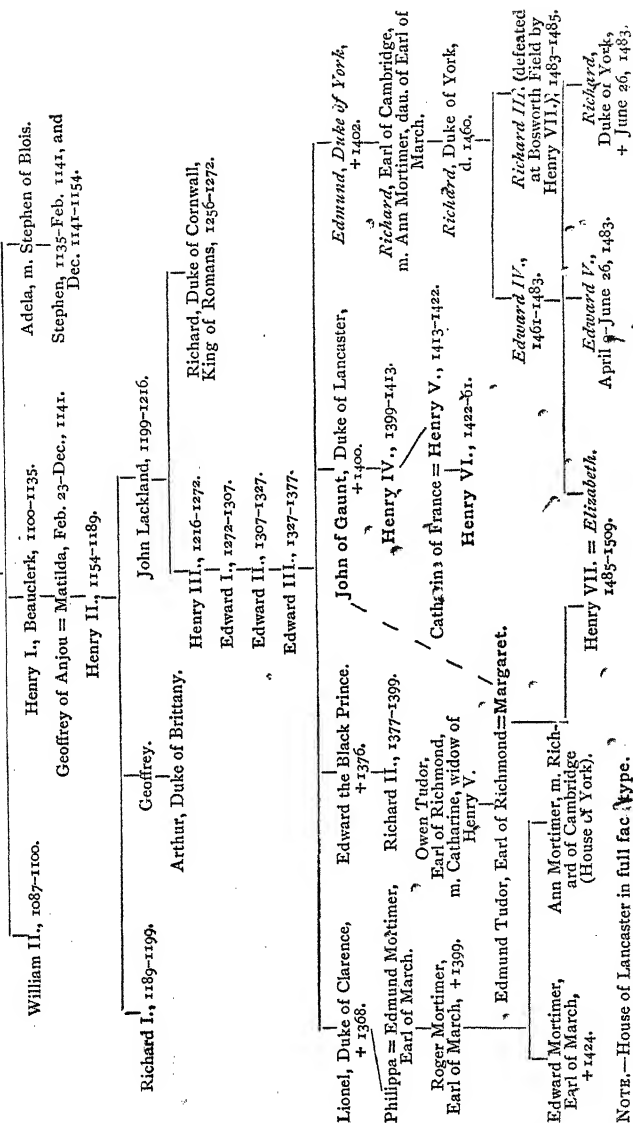 William II., 1087–1100.
Henry I., Beauclerk, 1100–1135.
Adela, m. Stephen of Blois.
Geoffrey of Anjou = Matilda, Feb. 23–Dec., 1141.
Stephen, 1135–Feb. 1141, and
Dec. 1141–1154.
Henry II., 1154–1189.
Richard I., 1189–1199.
Geoffrey.
John Lackland, 1199–1216.
Arthur, Duke of Brittany.
Henry III., 1216–1272.
Richard, Duke of Cornwall,
King of Romans, 1256–1272.
Edward I., 1272–1307.
Edward II., 1307–1327.
Edward III., 1327–1377.
Lionel, Duke of Clarence,
+ 1368.
Edward the Black Prince.
+ 1376.
John of Gaunt, Duke of Lancaster,
+ 1400.
Edmund, Duke of York,
+ 1402.
Philippa = Edmund Mortimer,
Earl of March.
Richard II., 1377–1399.
Henry IV., 1399–1413.
Richard, Earl of Cambridge,
m. Ann Mortimer, dau. of Earl of
March.
Roger Mortimer,
Earl of March, + 1399.
Owen Tudor,
Earl of Richmond,
m. Catharine, widow of
Henry V.
Catharine of France = Henry V., 1413–1422.
Henry VI., 1422–61.
Richard, Duke of York,
d. 1460.
Edmund Tudor, Earl of Richmond = Margaret.
Edward Mortimer,
Earl of March,
+ 1424.
Ann Mortimer, m. Rich-
ard of Cambridge
(House of York).
Edward IV.,
1461–1483.
Richard III. (defeated
at Bosworth Field by
Henry VII.), 1483–1485.
Henry VII. = Elizabeth.
1485–1509.
Edward V.,
April 9–June 26, 1483.
Richard,
Duke of York,
+ June 26, 1483.
NOTE.—House of Lancaster in full fac type.